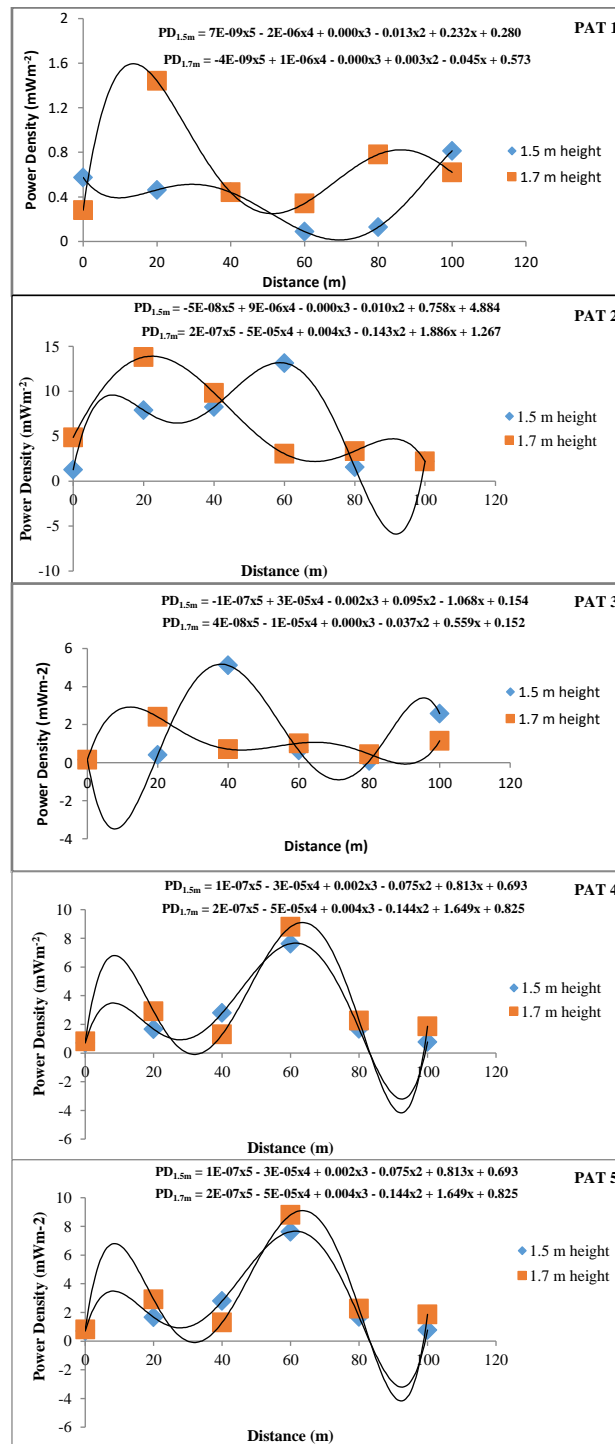 PD1.5m = 7E-09x5 - 2E-06x4 + 0.000x3 - 0.013x2 + 0.232x + 0.280
PAT 1
PD1.7m = -4E-09x5 + 1E-06x4 - 0.000x3 + 0.003x2 - 0.045x + 0.573
2
1.6
1.2
0.8
0.4
0
Power Density (mWm-2)
1.5 m height
1.7 m height
0 20 40 60 80 100 120
Distance (m)
PD1.5m = -5E-08x5 + 9E-06x4 - 0.000x3 - 0.010x2 + 0.758x + 4.884
PAT 2
PD1.7m= 2E-07x5 - 5E-05x4 + 0.004x3 - 0.143x2 + 1.886x + 1.267
15
10
5
0
-5
-10
Power Density (mWm-2)
1.5 m height
1.7 m height
0 20 40 60 80 100 120
Distance (m)
PD1.5m = -1E-07x5 + 3E-05x4 - 0.002x3 + 0.095x2 - 1.068x + 0.154
PAT 3
PD1.7m = 4E-08x5 - 1E-05x4 + 0.000x3 - 0.037x2 + 0.559x + 0.152
6
4
2
0
-2
-4
Power Density (mWm-2)
1.5 m height
1.7 m height
0 20 40 60 80 100 120
Distance (m)
PD1.5m = 1E-07x5 - 3E-05x4 + 0.002x3 - 0.075x2 + 0.813x + 0.693
PAT 4
PD1.7m = 2E-07x5 - 5E-05x4 + 0.004x3 - 0.144x2 + 1.649x + 0.825
10
8
6
4
2
0
-2
-4
-6
Power Density (mWm-2)
1.5 m height
1.7 m height
0 20 40 60 80 100 120
Distance (m)
PD1.5m = 1E-07x5 - 3E-05x4 + 0.002x3 - 0.075x2 + 0.813x + 0.693
PAT 5
PD1.7m = 2E-07x5 - 5E-05x4 + 0.004x3 - 0.144x2 + 1.649x + 0.825
10
8
6
4
2
0
-2
-4
-6
Power Density (mWm-2)
1.5 m height
1.7 m height
0 20 40 60 80 100 120
Distance (m)